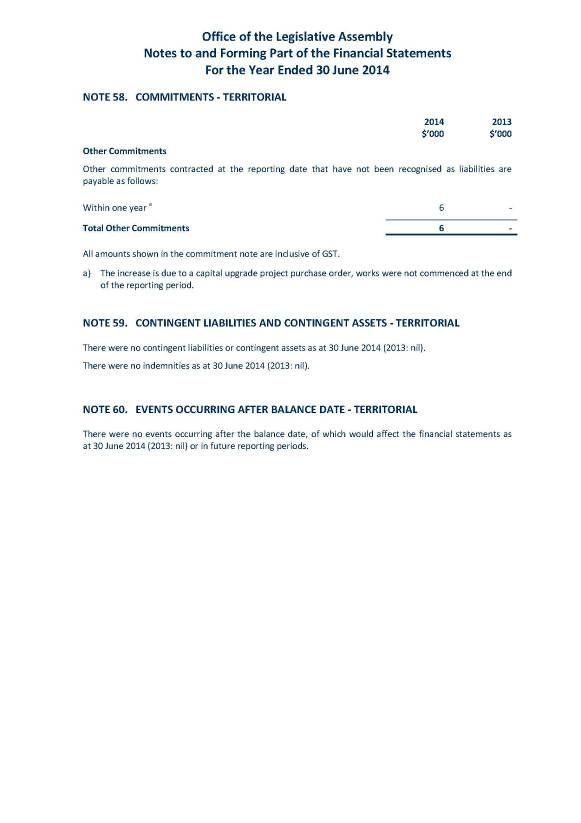 Office of the Legislative Assembly
Notes to and Forming Part of the Financial Statements
For the Year Ended 30 June 2014
NOTE 58. COMMITMENTS - TERRITORIAL
2014 2013
$'000 $'000
Other Commitments
Other commitments contracted at the reporting date that have not been recognised as liabilities are
payable as follows:
Within one year a 6 -
Total Other Commitments 6 -
All amounts shown in the commitment note are inclusive of GST.
a) The increase is due to a capital upgrade project purchase order, works were not commenced at the end
of the reporting period.
NOTE 59. CONTINGENT LIABILITIES AND CONTINGENT ASSETS - TERRITORIAL
There were no contingent liabilities or contingent assets as at 30 June 2014 (2013: nil).
There were no indemnities as at 30 June 2014 (2013: nil).
NOTE 60. EVENTS OCCURRING AFTER BALANCE DATE - TERRITORIAL
There were no events occurring after the balance date, of which would affect the financial statements as
at 30 June 2014 (2013: nil) or in future reporting periods.